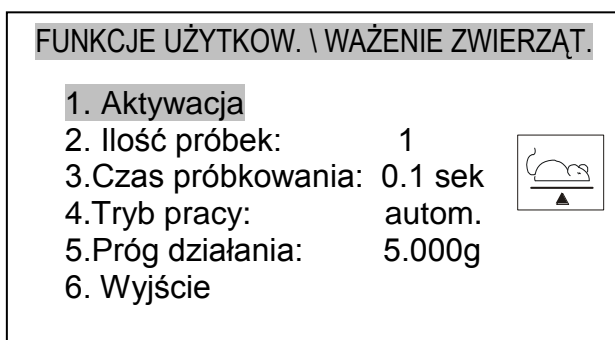 FUNKCJE UŻYTKOW. \ WAŻENIE ZWIERZĄT.
1. Aktywacja
2. Ilość próbek: 1
3.Czas próbkowania: 0.1 sek
4.Tryb pracy: autom.
5.Próg działania: 5.000g
6. Wyjście